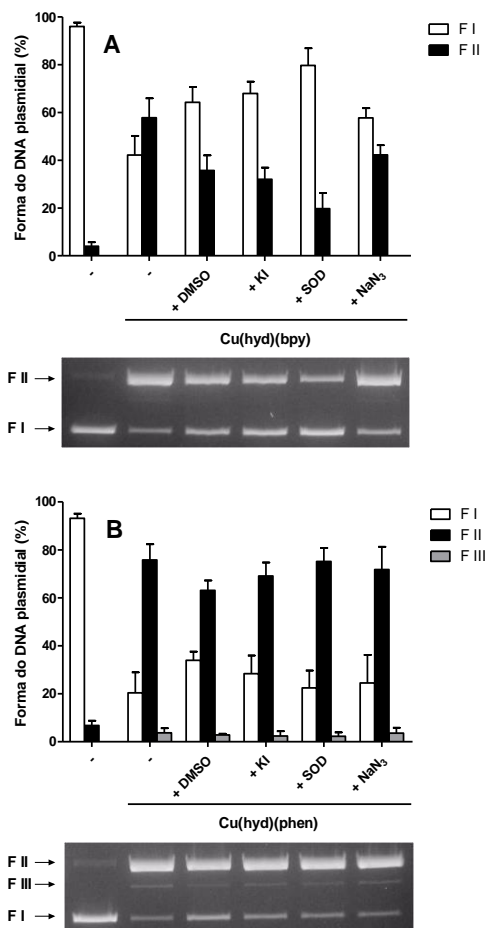 A
F I
F II
Forma do DNA plasmidial (%)
100
80
60
40
20
0
- - + DMSO + KI + SOD + NaN₃
Cu(hyd)(bpy)
F II
F I
B
F I
F II
F III
Forma do DNA plasmidial (%)
100
80
60
40
20
0
- - + DMSO + KI + SOD + NaN₃
Cu(hyd)(phen)
F II
F III
F I